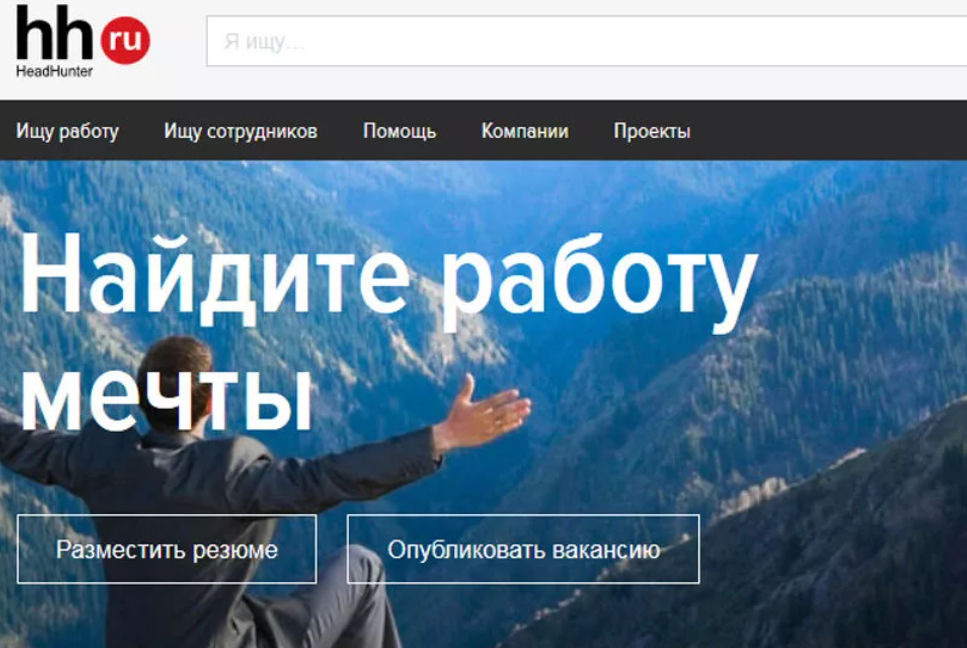 hh ru
HeadHunter
Я ищу...
Ищу работу Ищу сотрудников Помощь Компании Проекты
Найдите работу
мечты
Разместить резюме Опубликовать вакансию